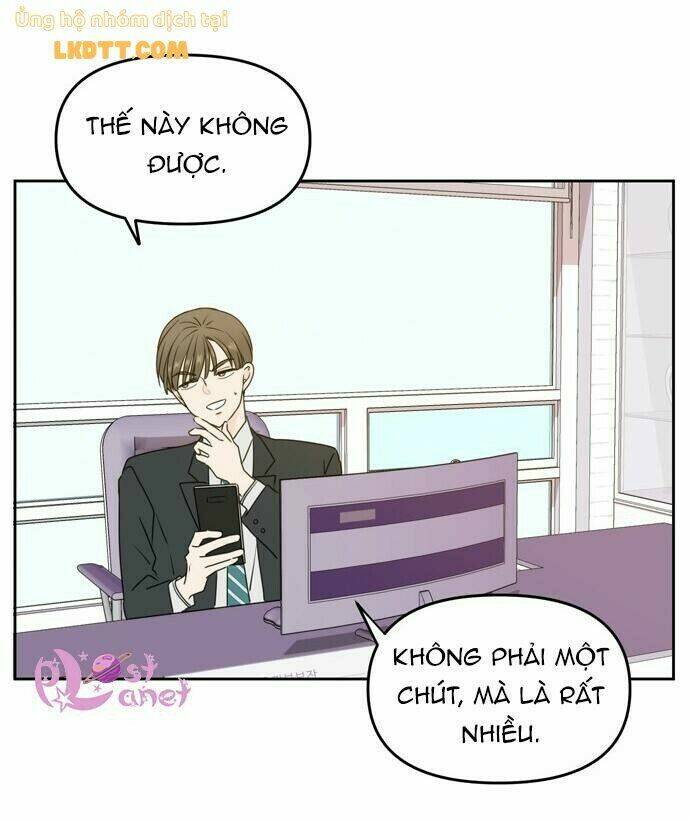 Ủng hộ nhóm dịch tại
LKDTT.COM
THẾ NÀY KHÔNG
ĐƯỢC.
Lost
Planet
KHÔNG PHẢI MỘT
CHÚT, MÀ LÀ RẤT
NHIỀU.